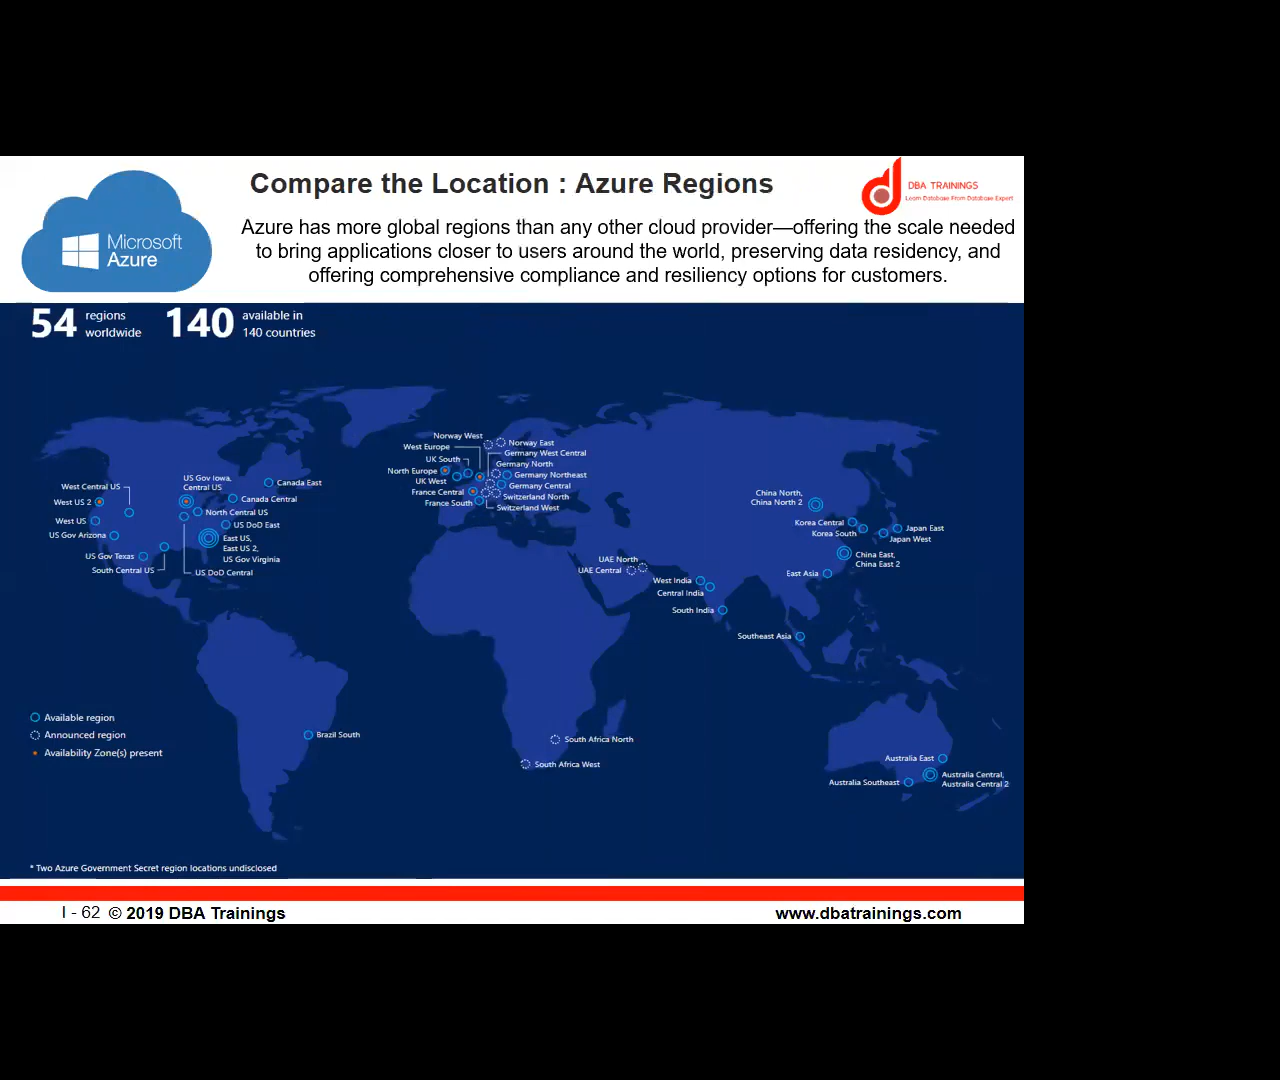 Compare the Location : Azure Regions
DBA TRAININGS
Learn Database From Database Expert
Microsoft
Azure
Azure has more global regions than any other cloud provider—offering the scale needed
to bring applications closer to users around the world, preserving data residency, and
offering comprehensive compliance and resiliency options for customers.
54 regions
worldwide
140 available in
140 countries
West Central US
West US 2
West US
US Gov Arizona
US Gov Texas
South Central US
US Gov Iowa,
Central US
Canada East
Canada Central
North Central US
US DoD East
East US,
East US 2,
US Gov Virginia
US DoD Central
Brazil South
Norway West
Norway East
West Europe
Germany West Central
UK South
Germany North
North Europe
Germany Northeast
UK West
Germany Central
France Central
Switzerland North
France South
Switzerland West
UAE North
UAE Central
West India
Central India
South India
China North,
China North 2
Korea Central
Korea South
Japan East
Japan West
China East,
China East 2
East Asia
Southeast Asia
South Africa North
South Africa West
Australia East
Australia Central,
Australia Central 2
Australia Southeast
Available region
Announced region
Availability Zone(s) present
* Two Azure Government Secret region locations undisclosed
I - 62 © 2019 DBA Trainings
www.dbatrainings.com